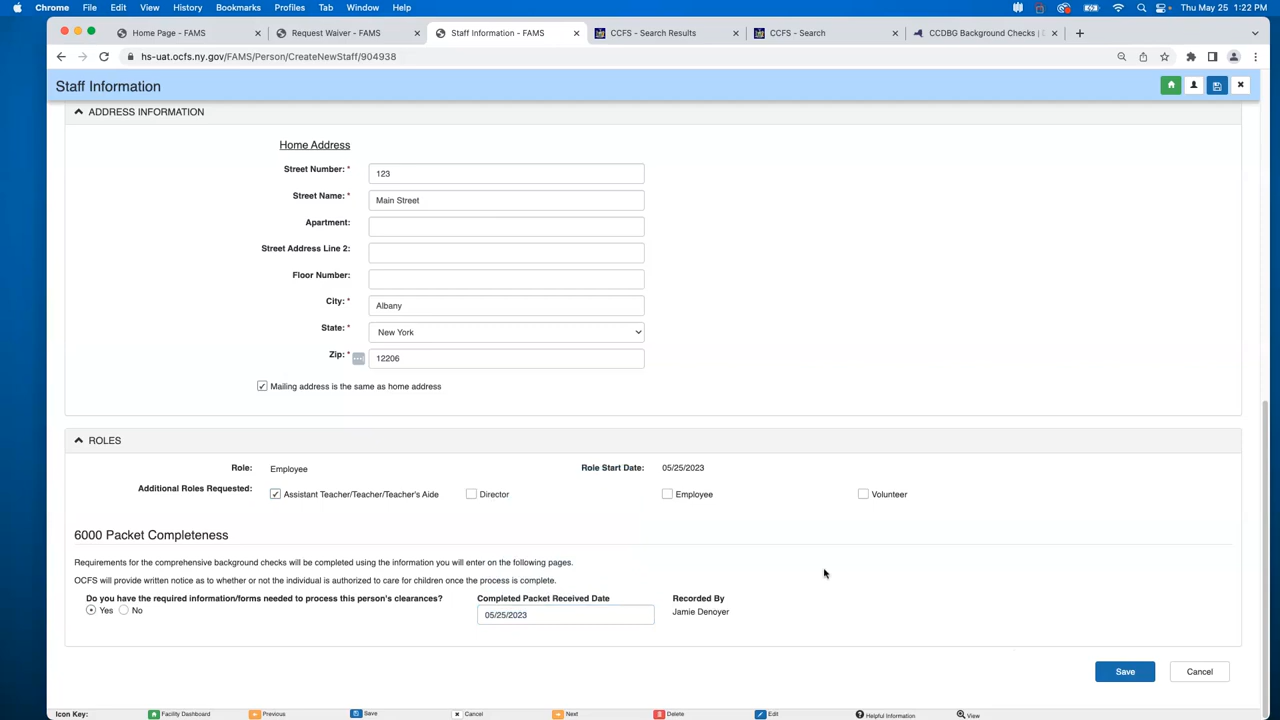 Chrome File Edit View History Bookmarks Profiles Tab Window Help Thu May 25 1:22 PM
Home Page - FAMS Request Waiver - FAMS Staff Information - FAMS CCFS - Search Results CCFS - Search CCDBG Background Checks |
hs-uat.ocfs.ny.gov/FAMS/Person/CreateNewStaff/904938
Staff Information
ADDRESS INFORMATION
Home Address
Street Number: * 123
Street Name: * Main Street
Apartment:
Street Address Line 2:
Floor Number:
City: * Albany
State: * New York
Zip: * 12206
Mailing address is the same as home address
ROLES
Role: Employee Role Start Date: 05/25/2023
Additional Roles Requested: Assistant Teacher/Teacher/Teacher's Aide Director Employee Volunteer
6000 Packet Completeness
Requirements for the comprehensive background checks will be completed using the information you will enter on the following pages.
OCFS will provide written notice as to whether or not the individual is authorized to care for children once the process is complete.
Do you have the required information/forms needed to process this person's clearances? Completed Packet Received Date Recorded By
Yes No 05/25/2023 Jamie Denoyer
Save Cancel
Icon Key: Facility Dashboard Previous Save Cancel Next Delete Edit Helpful Information View